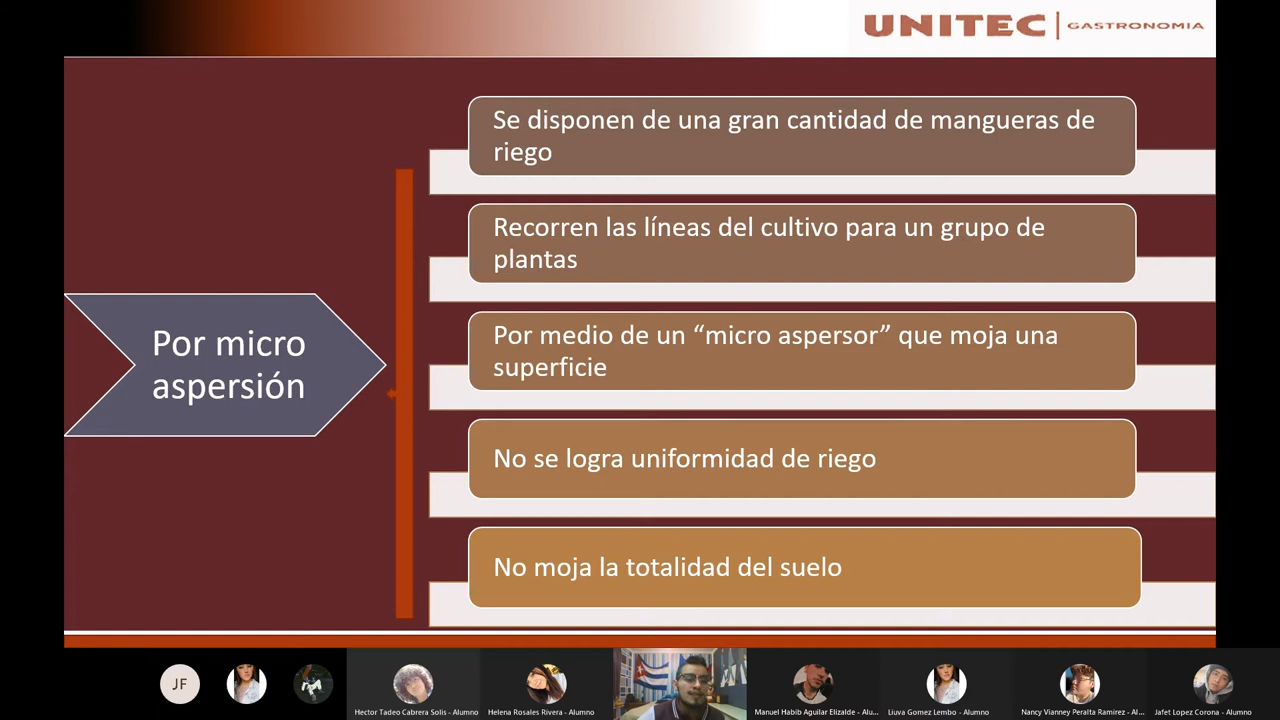 UNITEC | GASTRONOMIA
Se disponen de una gran cantidad de mangueras de
riego
Recorren las líneas del cultivo para un grupo de
plantas
Por micro
aspersión
Por medio de un “micro aspersor” que moja una
superficie
No se logra uniformidad de riego
No moja la totalidad del suelo
JF
Hector Tadeo Cabrera Solis - Alumno
Helena Rosales Rivera - Alumno
Manuel Habib Aguilar Elizalde - Alu...
Liuva Gomez Lembo - Alumno
Nancy Vianney Peralta Ramirez - Al...
Jafet Lopez Corona - Alumno